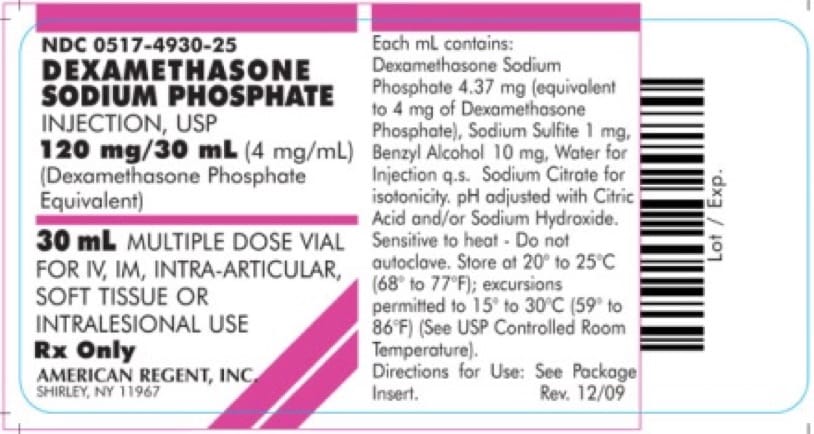 NDC 0517-4930-25
DEXAMETHASONE
SODIUM PHOSPHATE
INJECTION, USP
120 mg/30 mL (4 mg/mL)
(Dexamethasone Phosphate
Equivalent)
30 mL MULTIPLE DOSE VIAL
FOR IV, IM, INTRA-ARTICULAR,
SOFT TISSUE OR
INTRALESIONAL USE
Rx Only
AMERICAN REGENT, INC.
SHIRLEY, NY 11967
Each mL contains:
Dexamethasone Sodium
Phosphate 4.37 mg (equivalent
to 4 mg of Dexamethasone
Phosphate), Sodium Sulfite 1 mg,
Benzyl Alcohol 10 mg, Water for
Injection q.s. Sodium Citrate for
isotonicity. pH adjusted with Citric
Acid and/or Sodium Hydroxide.
Sensitive to heat - Do not
autoclave. Store at 20° to 25°C
(68° to 77°F); excursions
permitted to 15° to 30°C (59° to
86°F) (See USP Controlled Room
Temperature).
Directions for Use: See Package
Insert. Rev. 12/09
Lot / Exp.